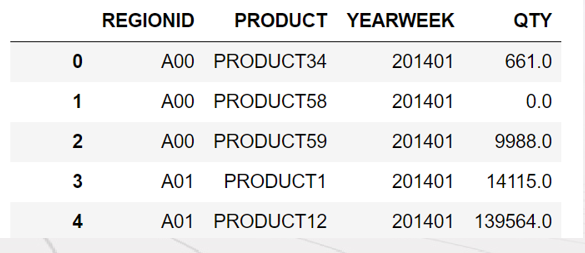 REGIONID PRODUCT YEARWEEK QTY
0 A00 PRODUCT34 201401 661.0
1 A00 PRODUCT58 201401 0.0
2 A00 PRODUCT59 201401 9988.0
3 A01 PRODUCT1 201401 14115.0
4 A01 PRODUCT12 201401 139564.0